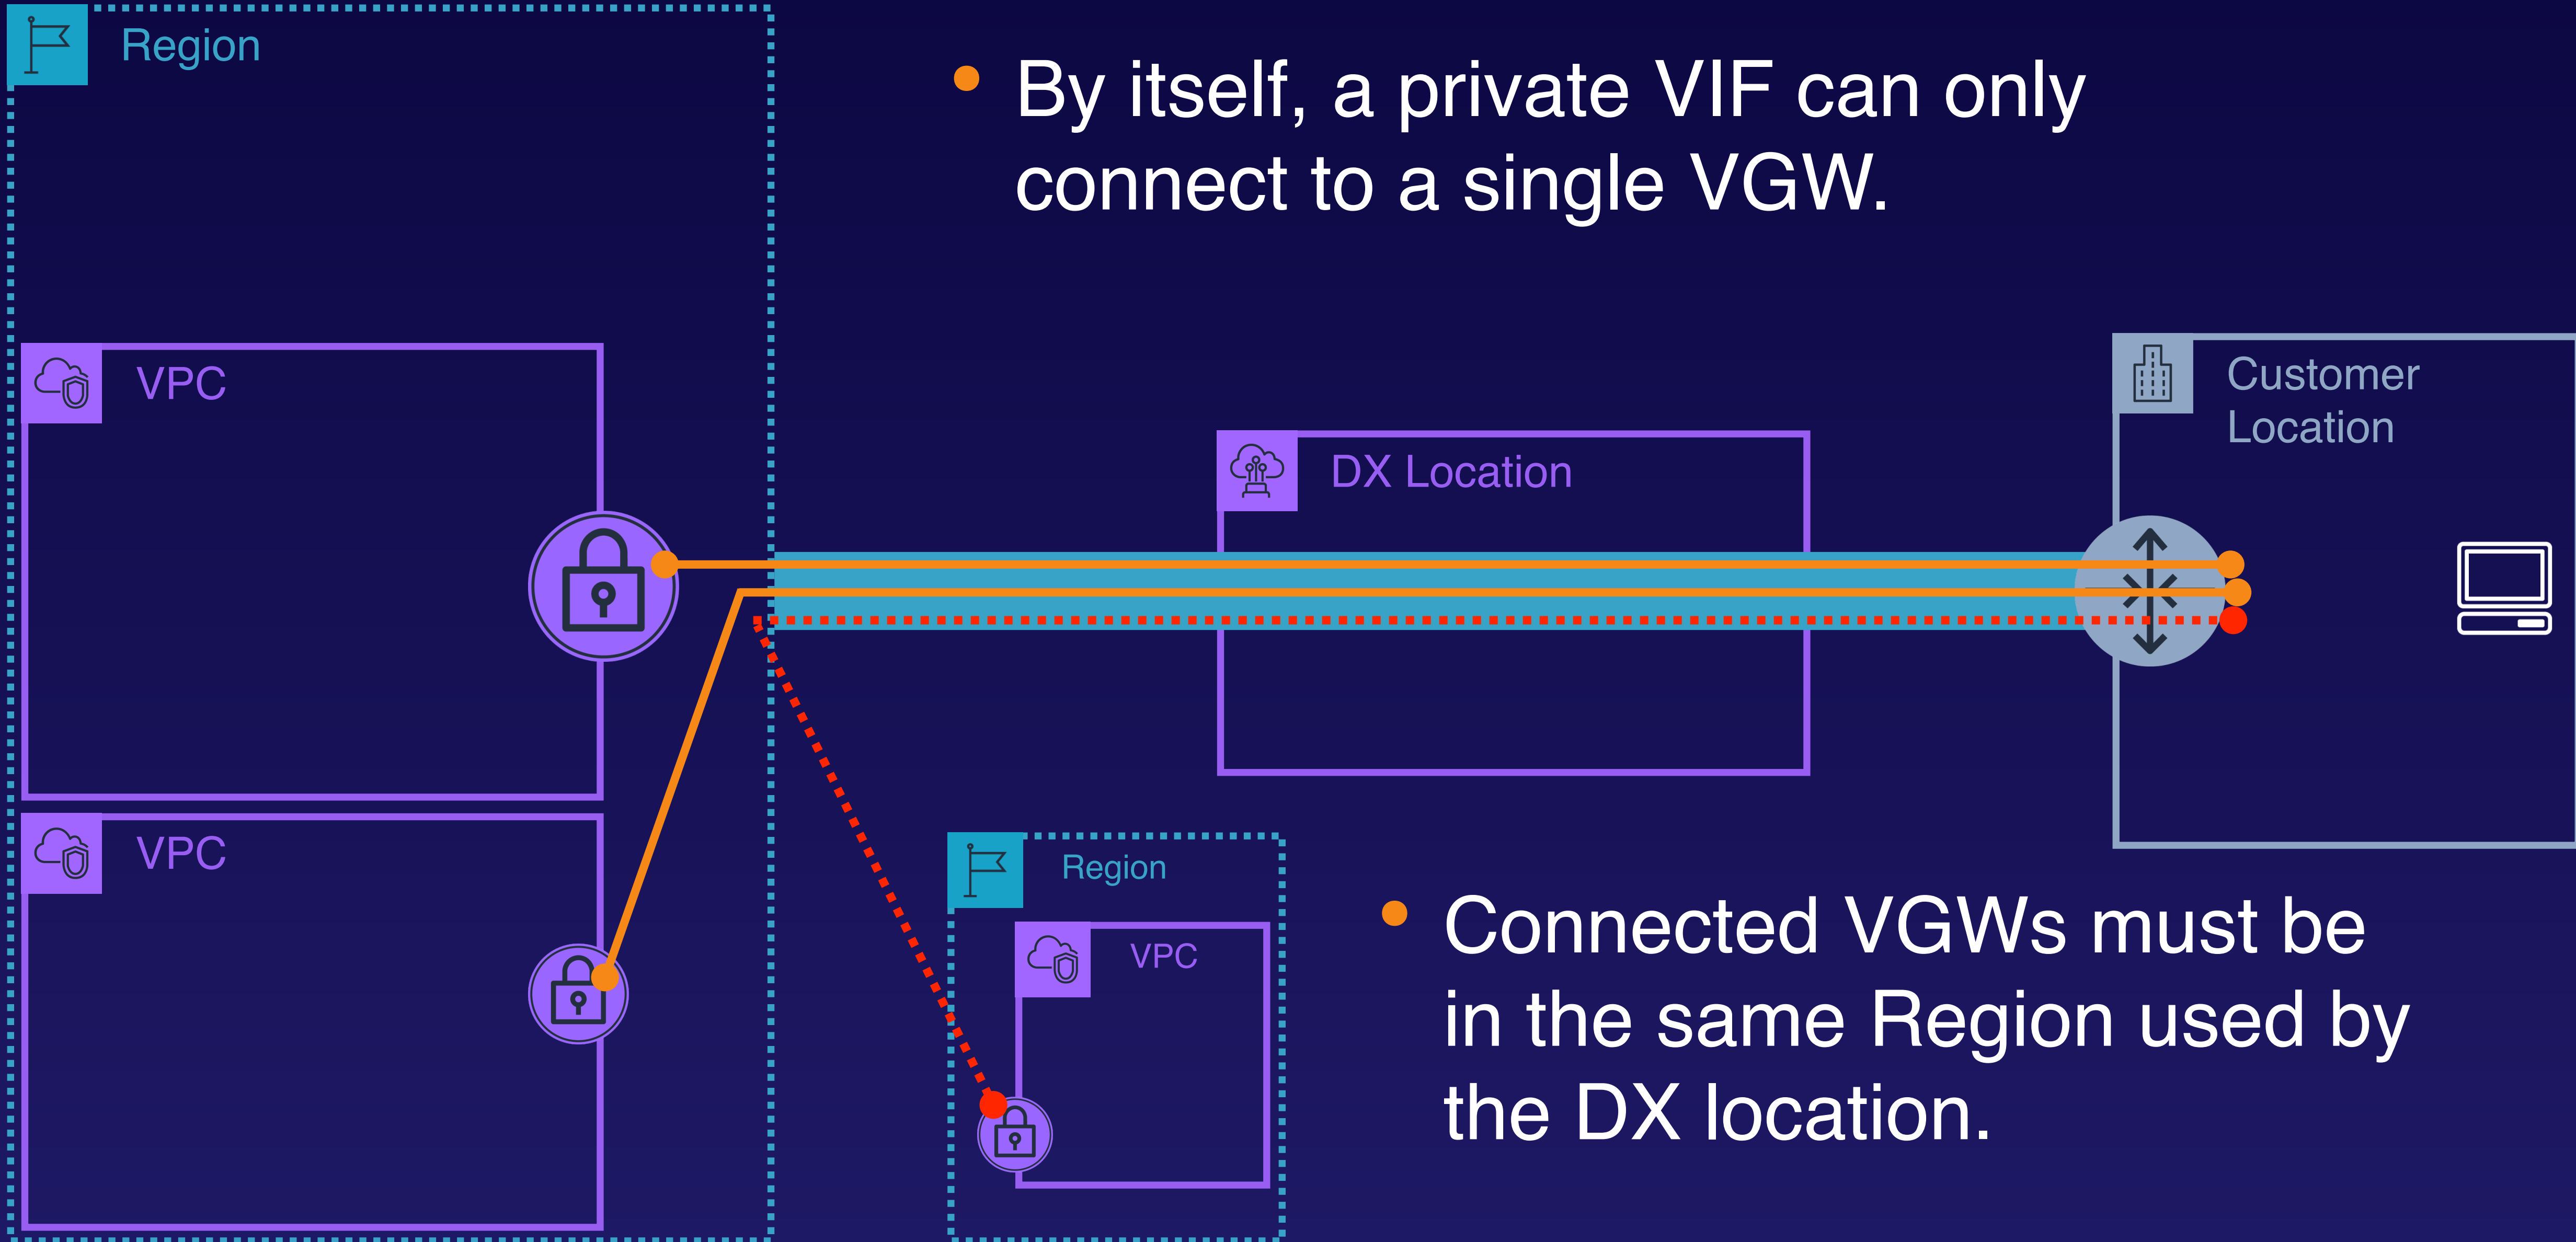 Region
By itself, a private VIF can only
connect to a single VGW.
VPC
DX Location
Customer
Location
VPC
Region
VPC
Connected VGWs must be
in the same Region used by
the DX location.